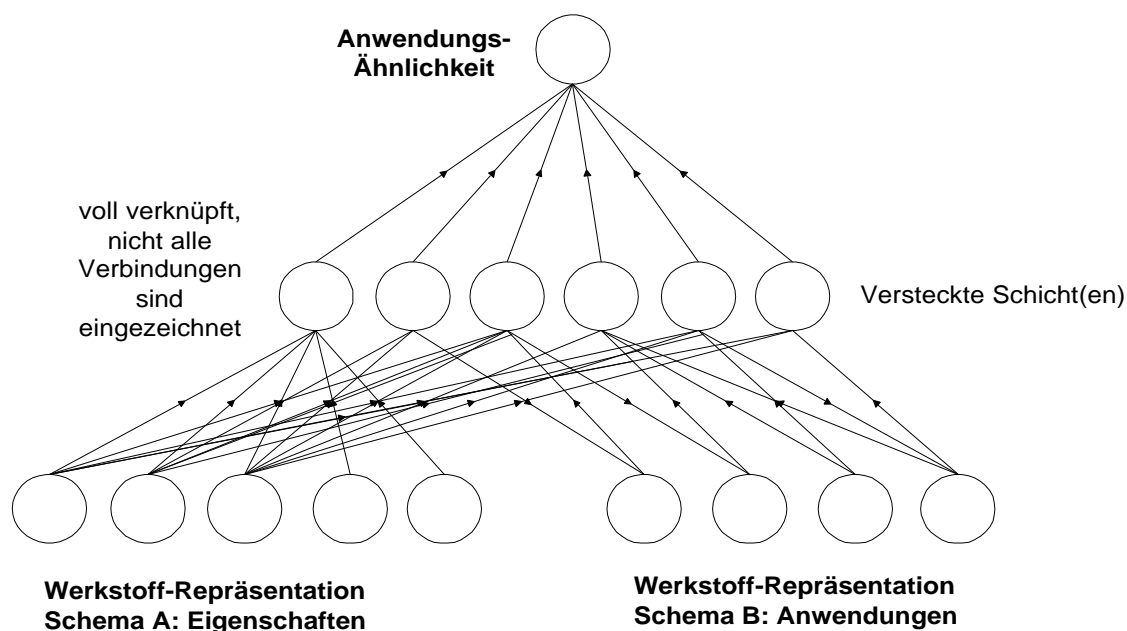 Anwendungs-
Ähnlichkeit
voll verknüpft,
nicht alle
Verbindungen
sind
eingezeichnet
Versteckte Schicht(en)
Werkstoff-Repräsentation
Schema A: Eigenschaften
Werkstoff-Repräsentation
Schema B: Anwendungen